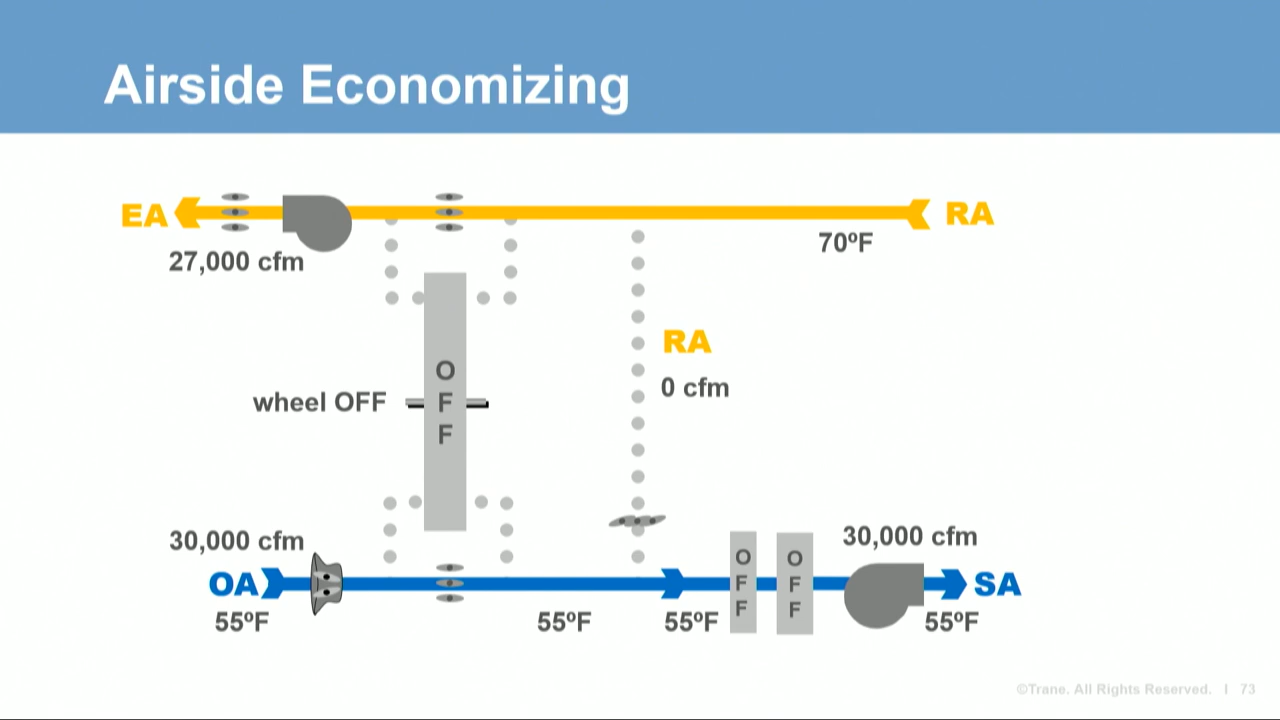 Airside Economizing
EA
RA
70ºF
27,000 cfm
RA
0 cfm
wheel OFF
O
F
F
30,000 cfm
30,000 cfm
OA
O
F
F
O
F
F
SA
55ºF
55ºF
55ºF
55ºF
©Trane. All Rights Reserved. I 73